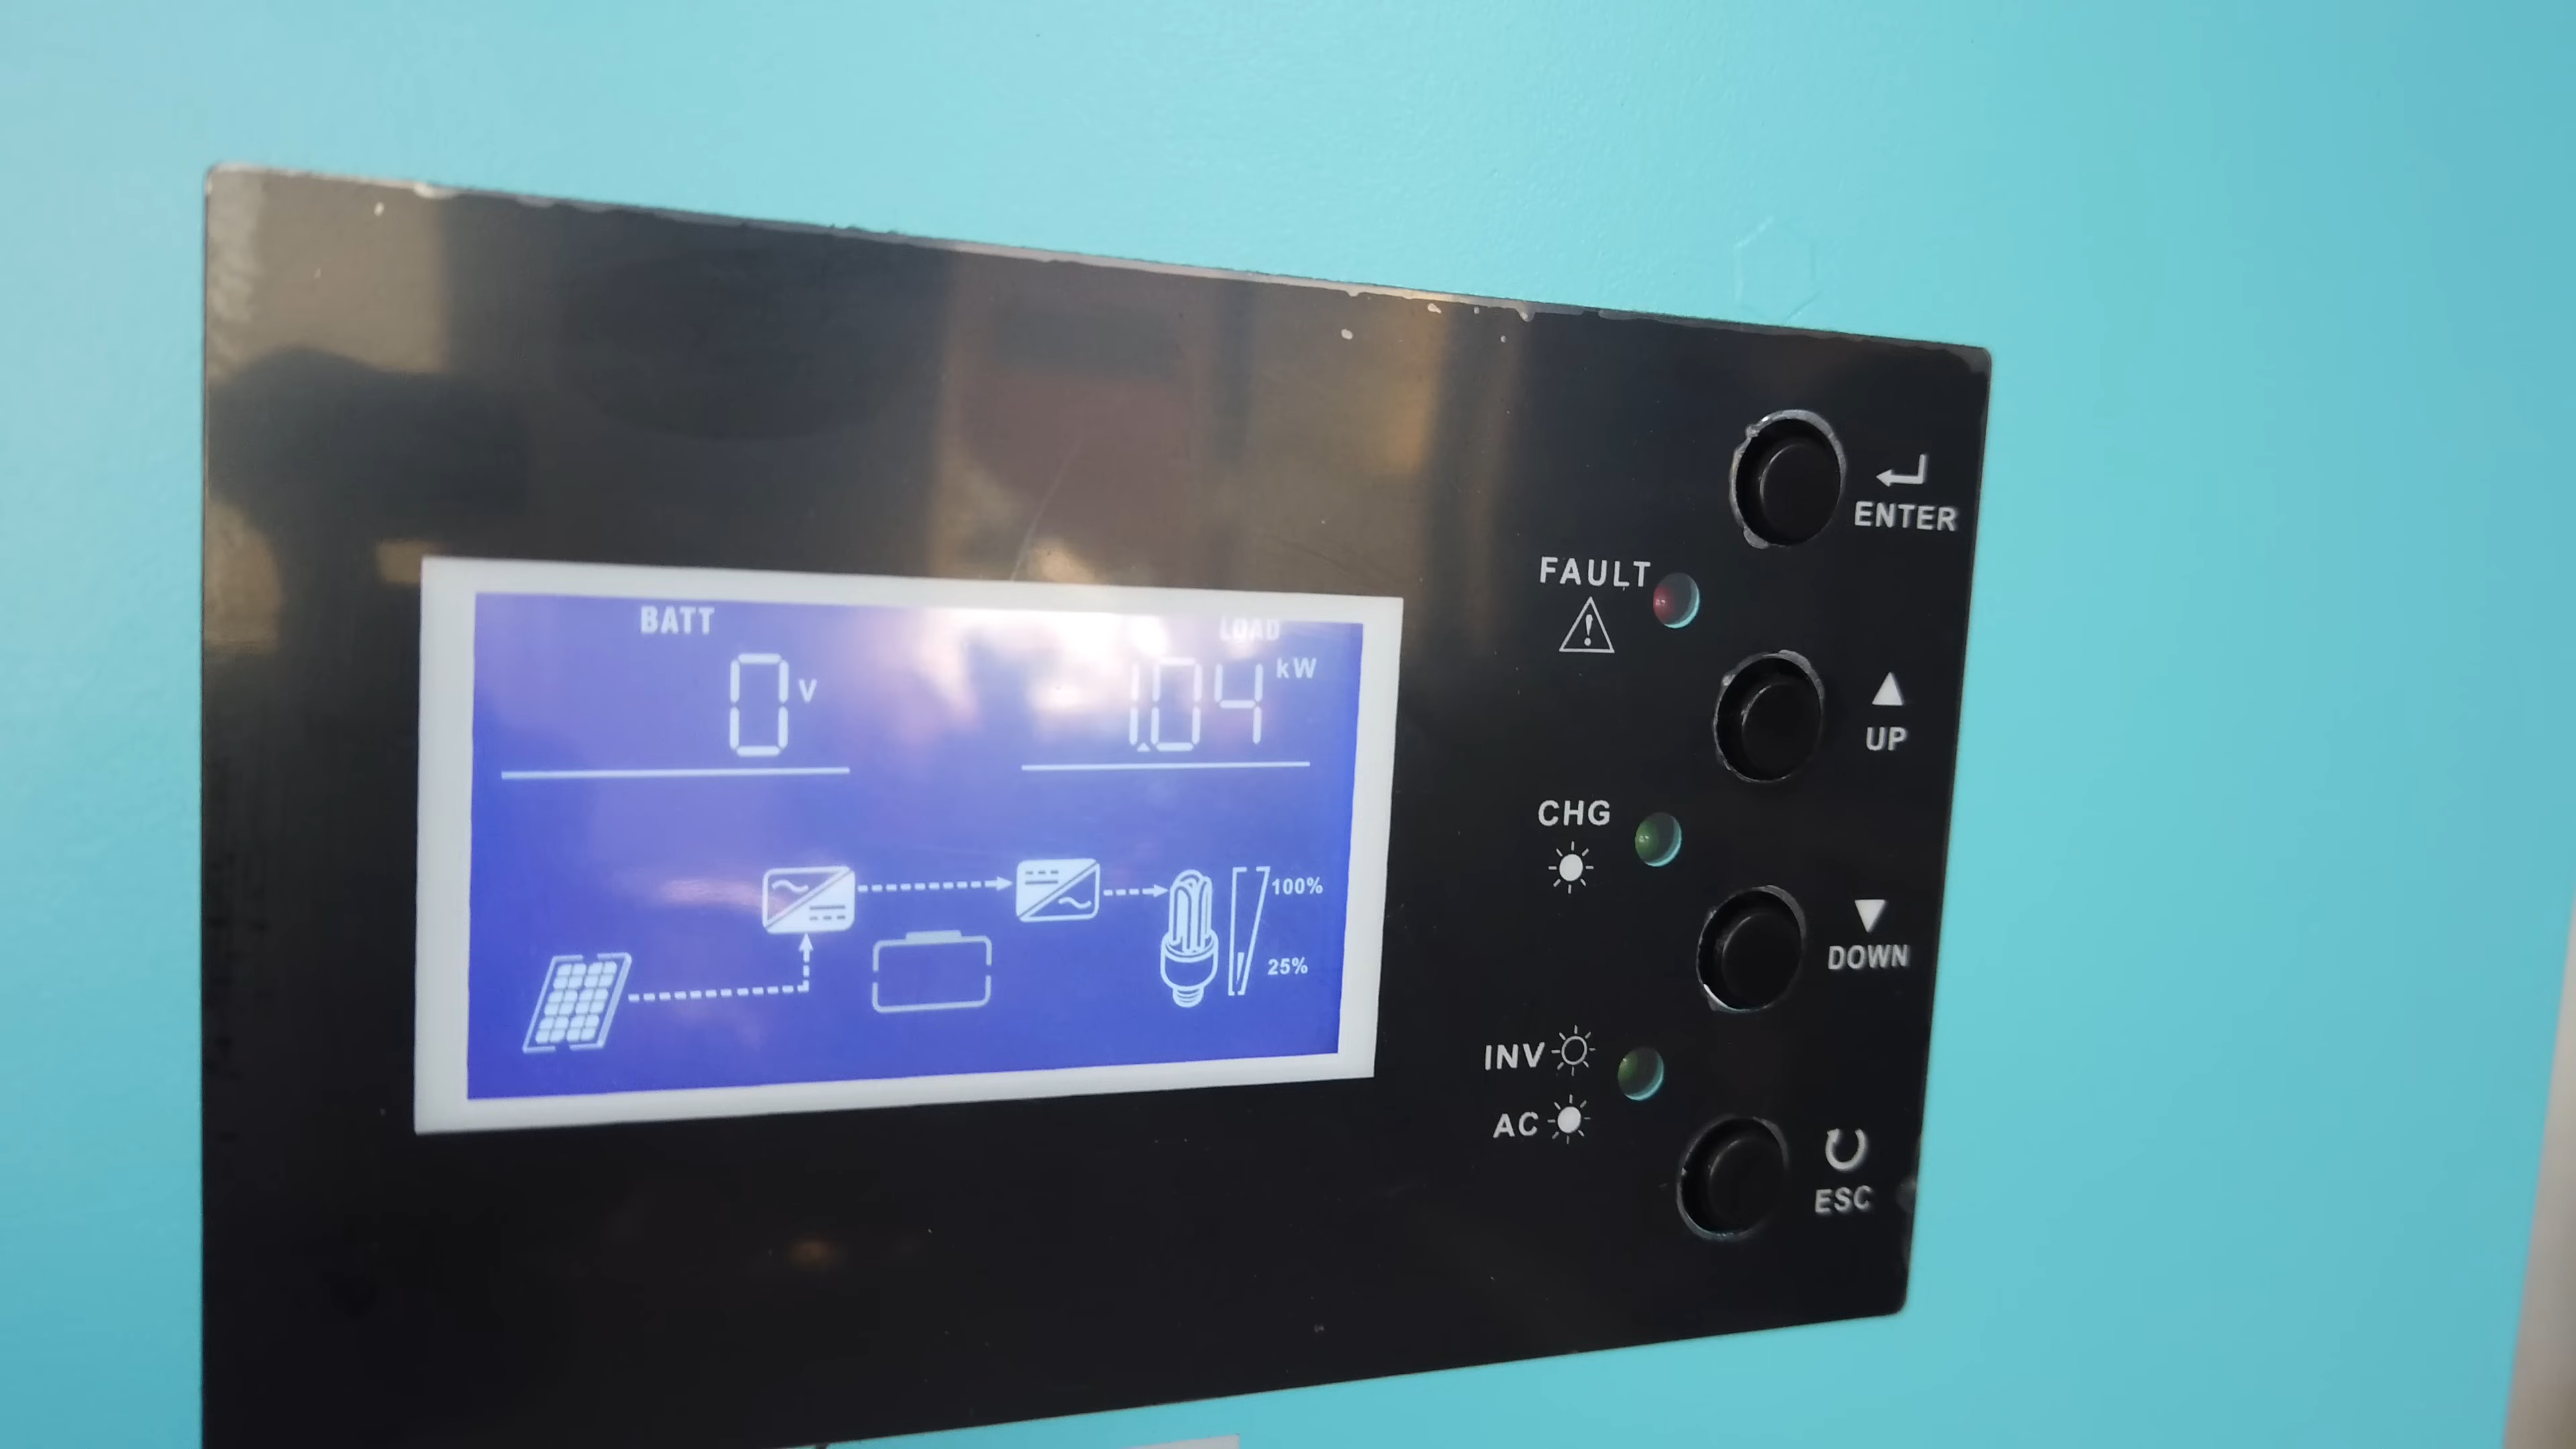 BATT
LOAD
0 V
1.04 kW
100%
25%
ENTER
FAULT
UP
CHG
DOWN
INV
AC
ESC